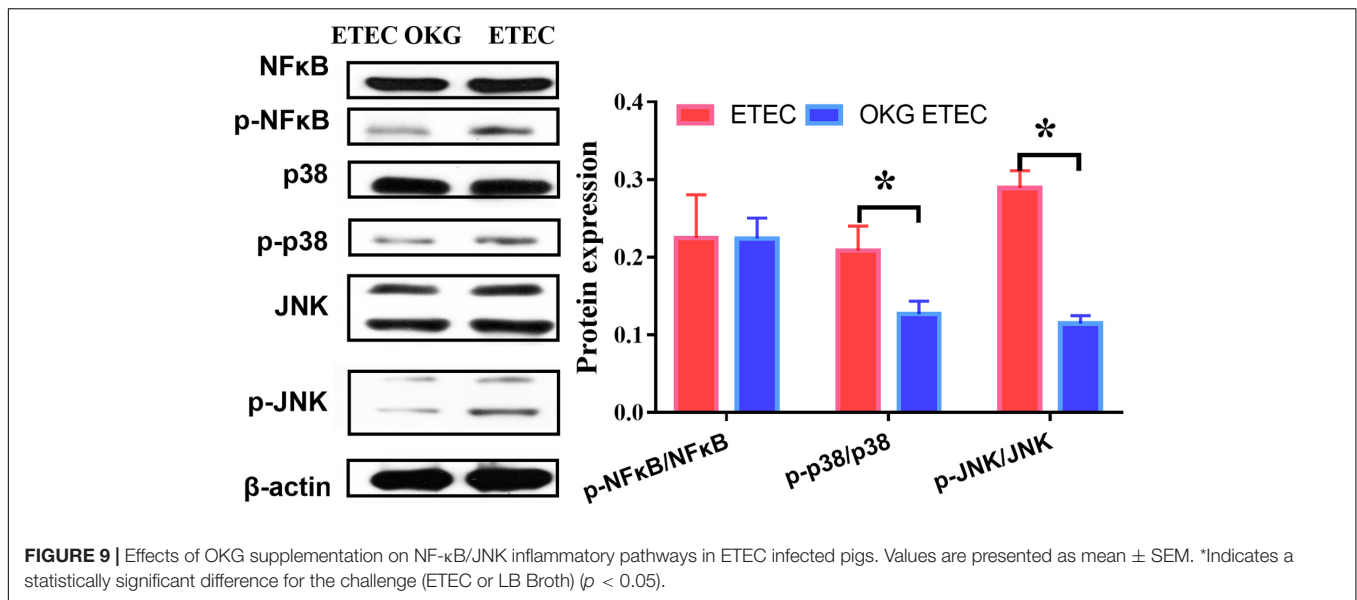 ETEC OKG ETEC
NFκB
p-NFκB
p38
p-p38
JNK
p-JNK
β-actin
Protein expression
0.4
0.3
0.2
0.1
0.0
ETEC OKG ETEC
*
*
p-NFκB/NFκB
p-p38/p38
p-JNK/JNK
FIGURE 9 | Effects of OKG supplementation on NF-κB/JNK inflammatory pathways in ETEC infected pigs. Values are presented as mean ± SEM. *Indicates a
statistically significant difference for the challenge (ETEC or LB Broth) (p < 0.05).